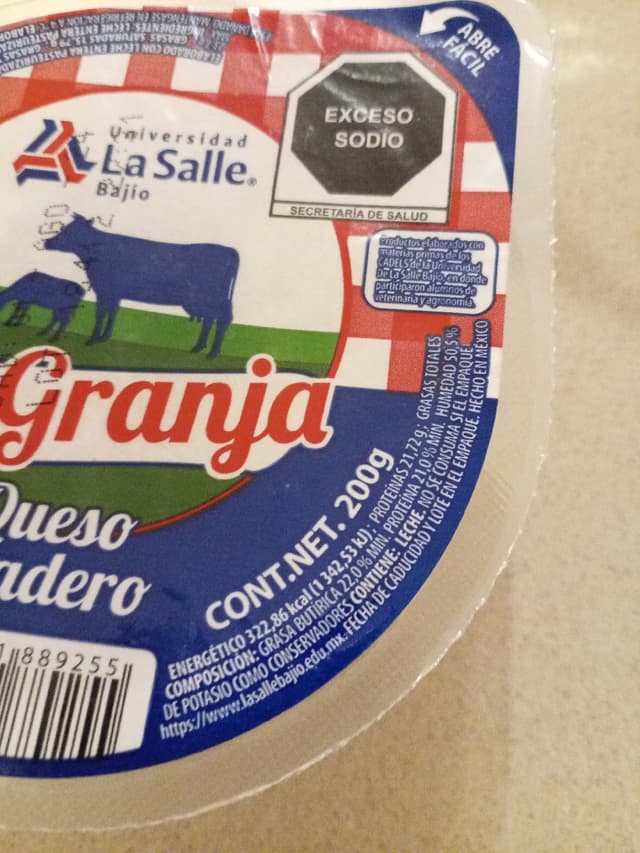 ABRE
FÁCIL
EXCESO
SODIO
SECRETARÍA DE SALUD
Universidad
La Salle®
Bajío
Productos elaborados con
materias primas de los
CADELS de la Universidad
De La Salle Bajío, en donde
participaron alumnos de
veterinaria y agronomía
Granja
Queso
adero
CONT.NET. 200g
ENERGÉTICO 322,86 kcal (1 342,53 kJ); PROTEÍNAS 21,72 g; GRASAS TOTALES
COMPOSICIÓN: GRASA BUTÍRICA 22,0 % MIN. PROTEÍNA 21,0 % MIN. HUMEDAD 50,5 %
DE POTASIO COMO CONSERVADORES CONTIENE: LECHE. NO SE CONSUMA SI EL EMPAQUE
https://www.lasallebajio.edu.mx. FECHA DE CADUCIDAD Y LOTE EN EL EMPAQUE. HECHO EN MÉXICO
889255